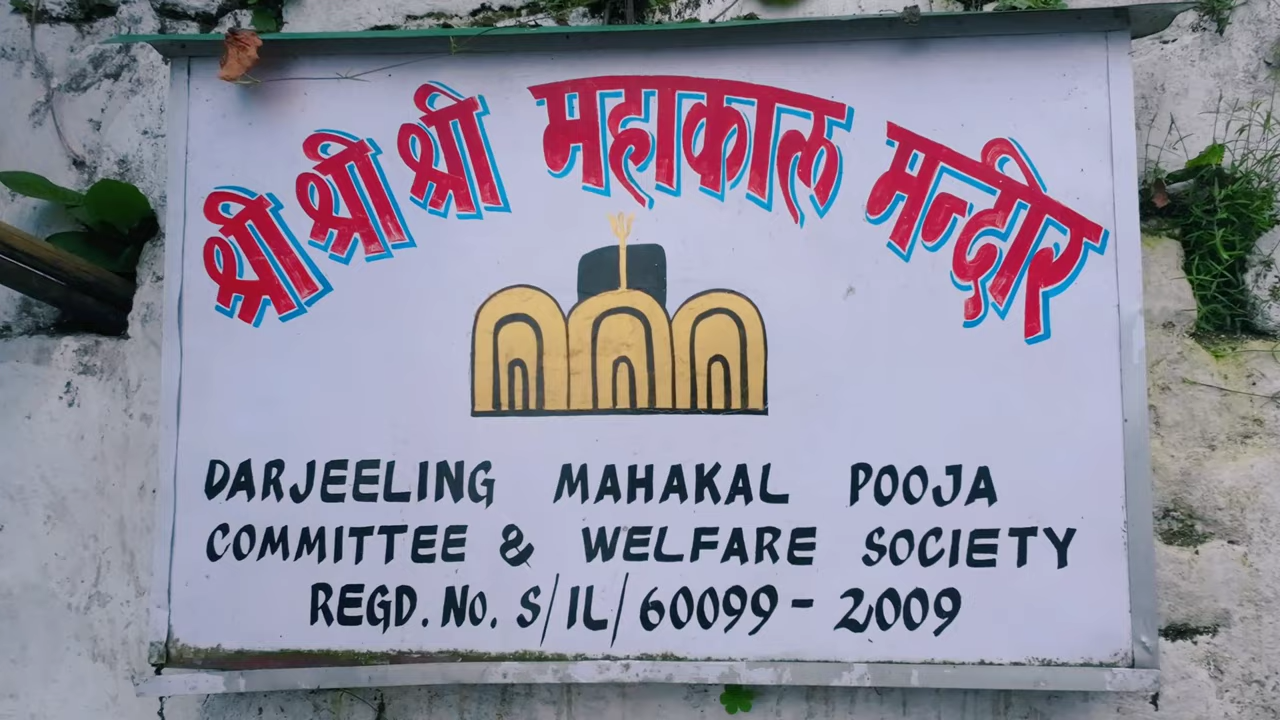 श्री श्री श्री महाकाल मन्दीर
DARJEELING MAHAKAL POOJA
COMMITTEE & WELFARE SOCIETY
REGD. No. S/IL/60099-2009